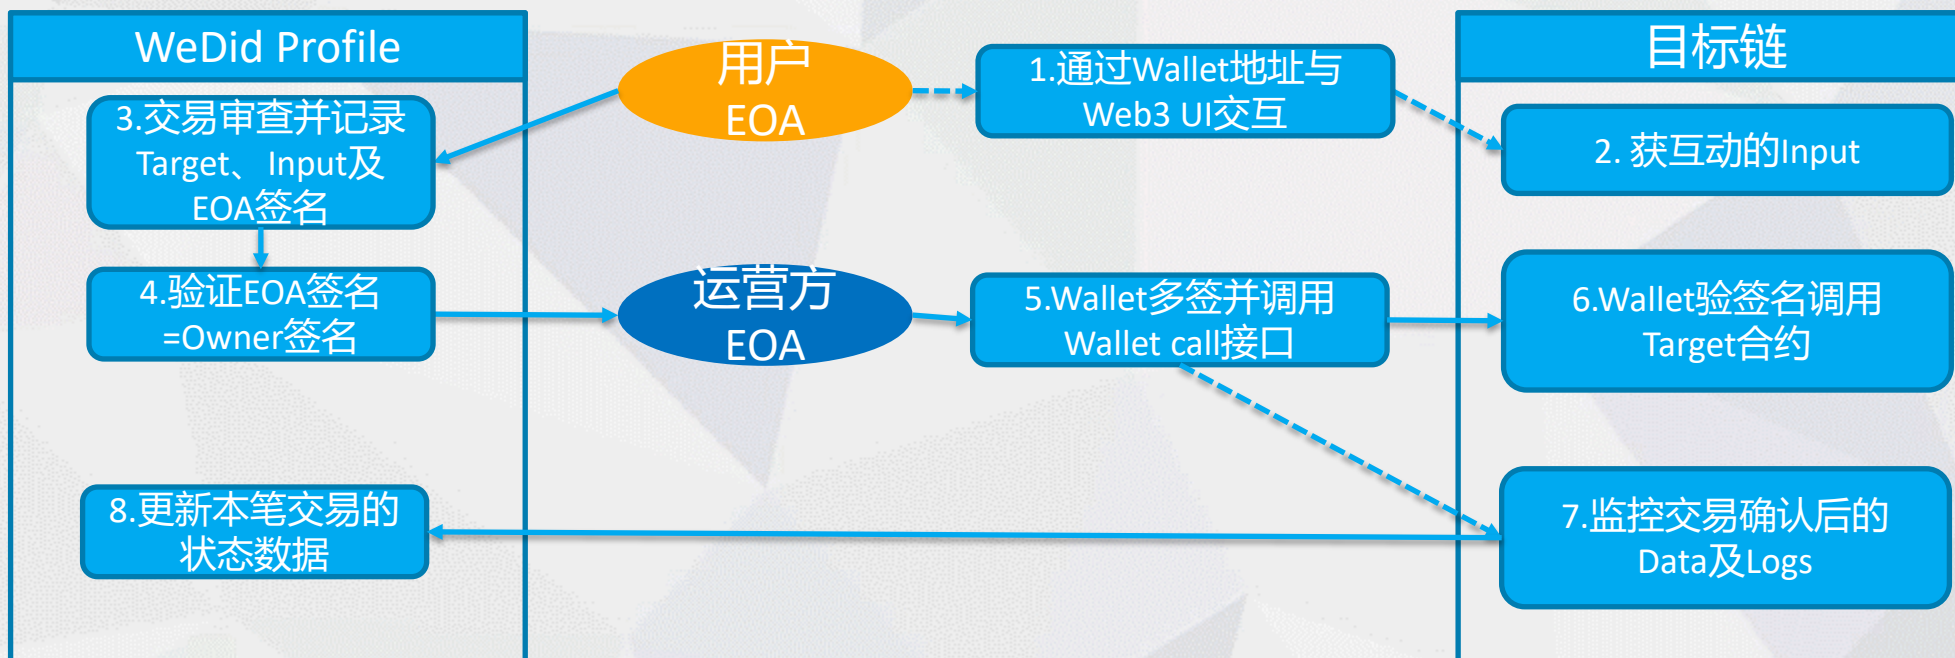 WeDid Profile
用户
EOA
1.通过Wallet地址与
Web3 UI交互
目标链
2. 获互动的Input
3.交易审查并记录
Target、Input及
EOA签名
4.验证EOA签名
=Owner签名
运营方
EOA
5.Wallet多签并调用
Wallet call接口
6.Wallet验签名调用
Target合约
7.监控交易确认后的
Data及Logs
8.更新本笔交易的
状态数据